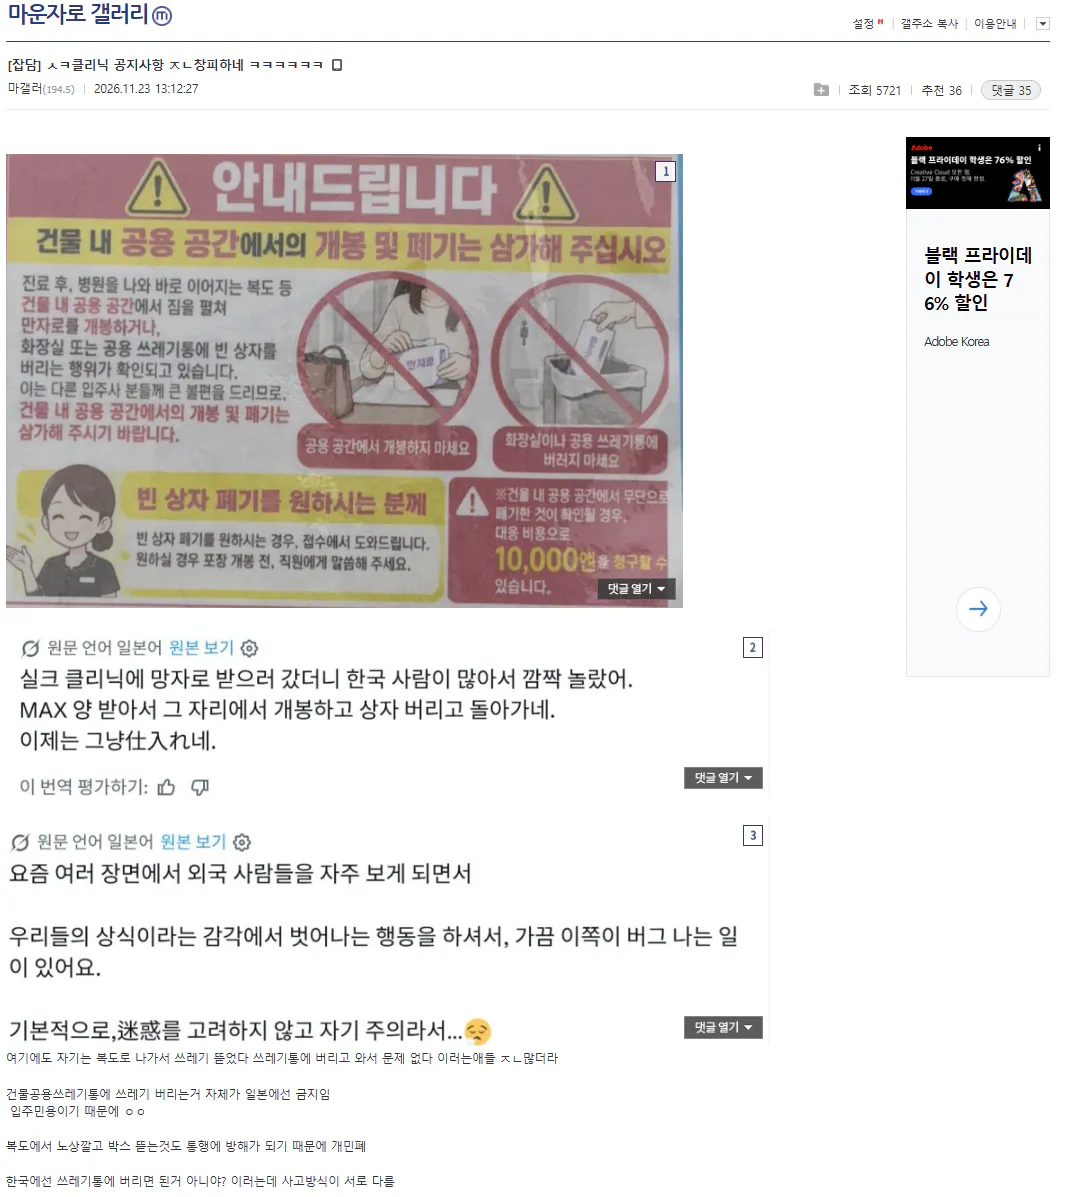 마운자로 갤러리ⓜ
설정 N
갤주소 복사
이용안내
[잡담] ㅅㅋ클리닉 공지사항 ㅈㄴ창피하네 ㅋㅋㅋㅋㅋㅋ
마갤러(194.5) 2026.11.23 13:12:27
조회 5721 추천 36 댓글 35
1
안내드립니다
건물 내 공용 공간에서의 개봉 및 폐기는 삼가해 주십시오
진료 후, 병원을 나와 바로 이어지는 복도 등
건물 내 공용 공간에서 짐을 펼쳐
만자로를 개봉하거나,
화장실 또는 공용 쓰레기통에 빈 상자를
버리는 행위가 확인되고 있습니다.
이는 다른 입주사 분들께 큰 불편을 드리므로,
건물 내 공용 공간에서의 개봉 및 폐기는
삼가해 주시기 바랍니다.
만자로
공용 공간에서 개봉하지 마세요
화장실이나 공용 쓰레기통에
버리지 마세요
빈 상자 폐기를 원하시는 분께
빈 상자 폐기를 원하시는 경우, 접수에서 도와드립니다.
원하실 경우 포장 개봉 전, 직원에게 말씀해 주세요.
※건물 내 공용 공간에서 무단으로
폐기한 것이 확인될 경우,
대응 비용으로
10,000엔을 청구할 수
있습니다.
댓글 열기
Adobe
블랙 프라이데이 학생은 76% 할인
Creative Cloud 모든 앱.
11월 27일 종료, 구매 첫해 한정.
블랙 프라이데
이 학생은 7
6% 할인
Adobe Korea
원문 언어 일본어 원본 보기
2
실크 클리닉에 망자로 받으러 갔더니 한국 사람이 많아서 깜짝 놀랐어.
MAX 양 받아서 그 자리에서 개봉하고 상자 버리고 돌아가네.
이제는 그냥仕入れ네.
이 번역 평가하기:
댓글 열기
원문 언어 일본어 원본 보기
3
요즘 여러 장면에서 외국 사람들을 자주 보게 되면서
우리들의 상식이라는 감각에서 벗어나는 행동을 하셔서, 가끔 이쪽이 버그 나는 일
이 있어요.
기본적으로,迷惑를 고려하지 않고 자기 주의라서...😔
댓글 열기
여기에도 자기는 복도로 나가서 쓰레기 뜯었다 쓰레기통에 버리고 와서 문제 없다 이러는애들 ㅈㄴ많더라
건물공용쓰레기통에 쓰레기 버리는거 자체가 일본에선 금지임
입주민용이기 때문에 ㅇㅇ
복도에서 노상깔고 박스 뜯는것도 통행에 방해가 되기 때문에 개민폐
한국에선 쓰레기통에 버리면 된거 아니야? 이러는데 사고방식이 서로 다름